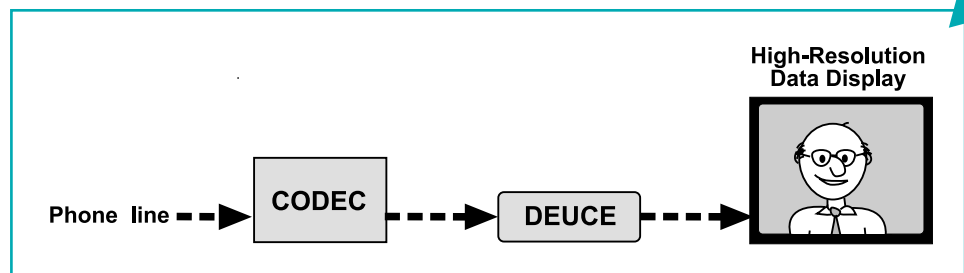 High-Resolution
Data Display
Phone line
CODEC
DEUCE